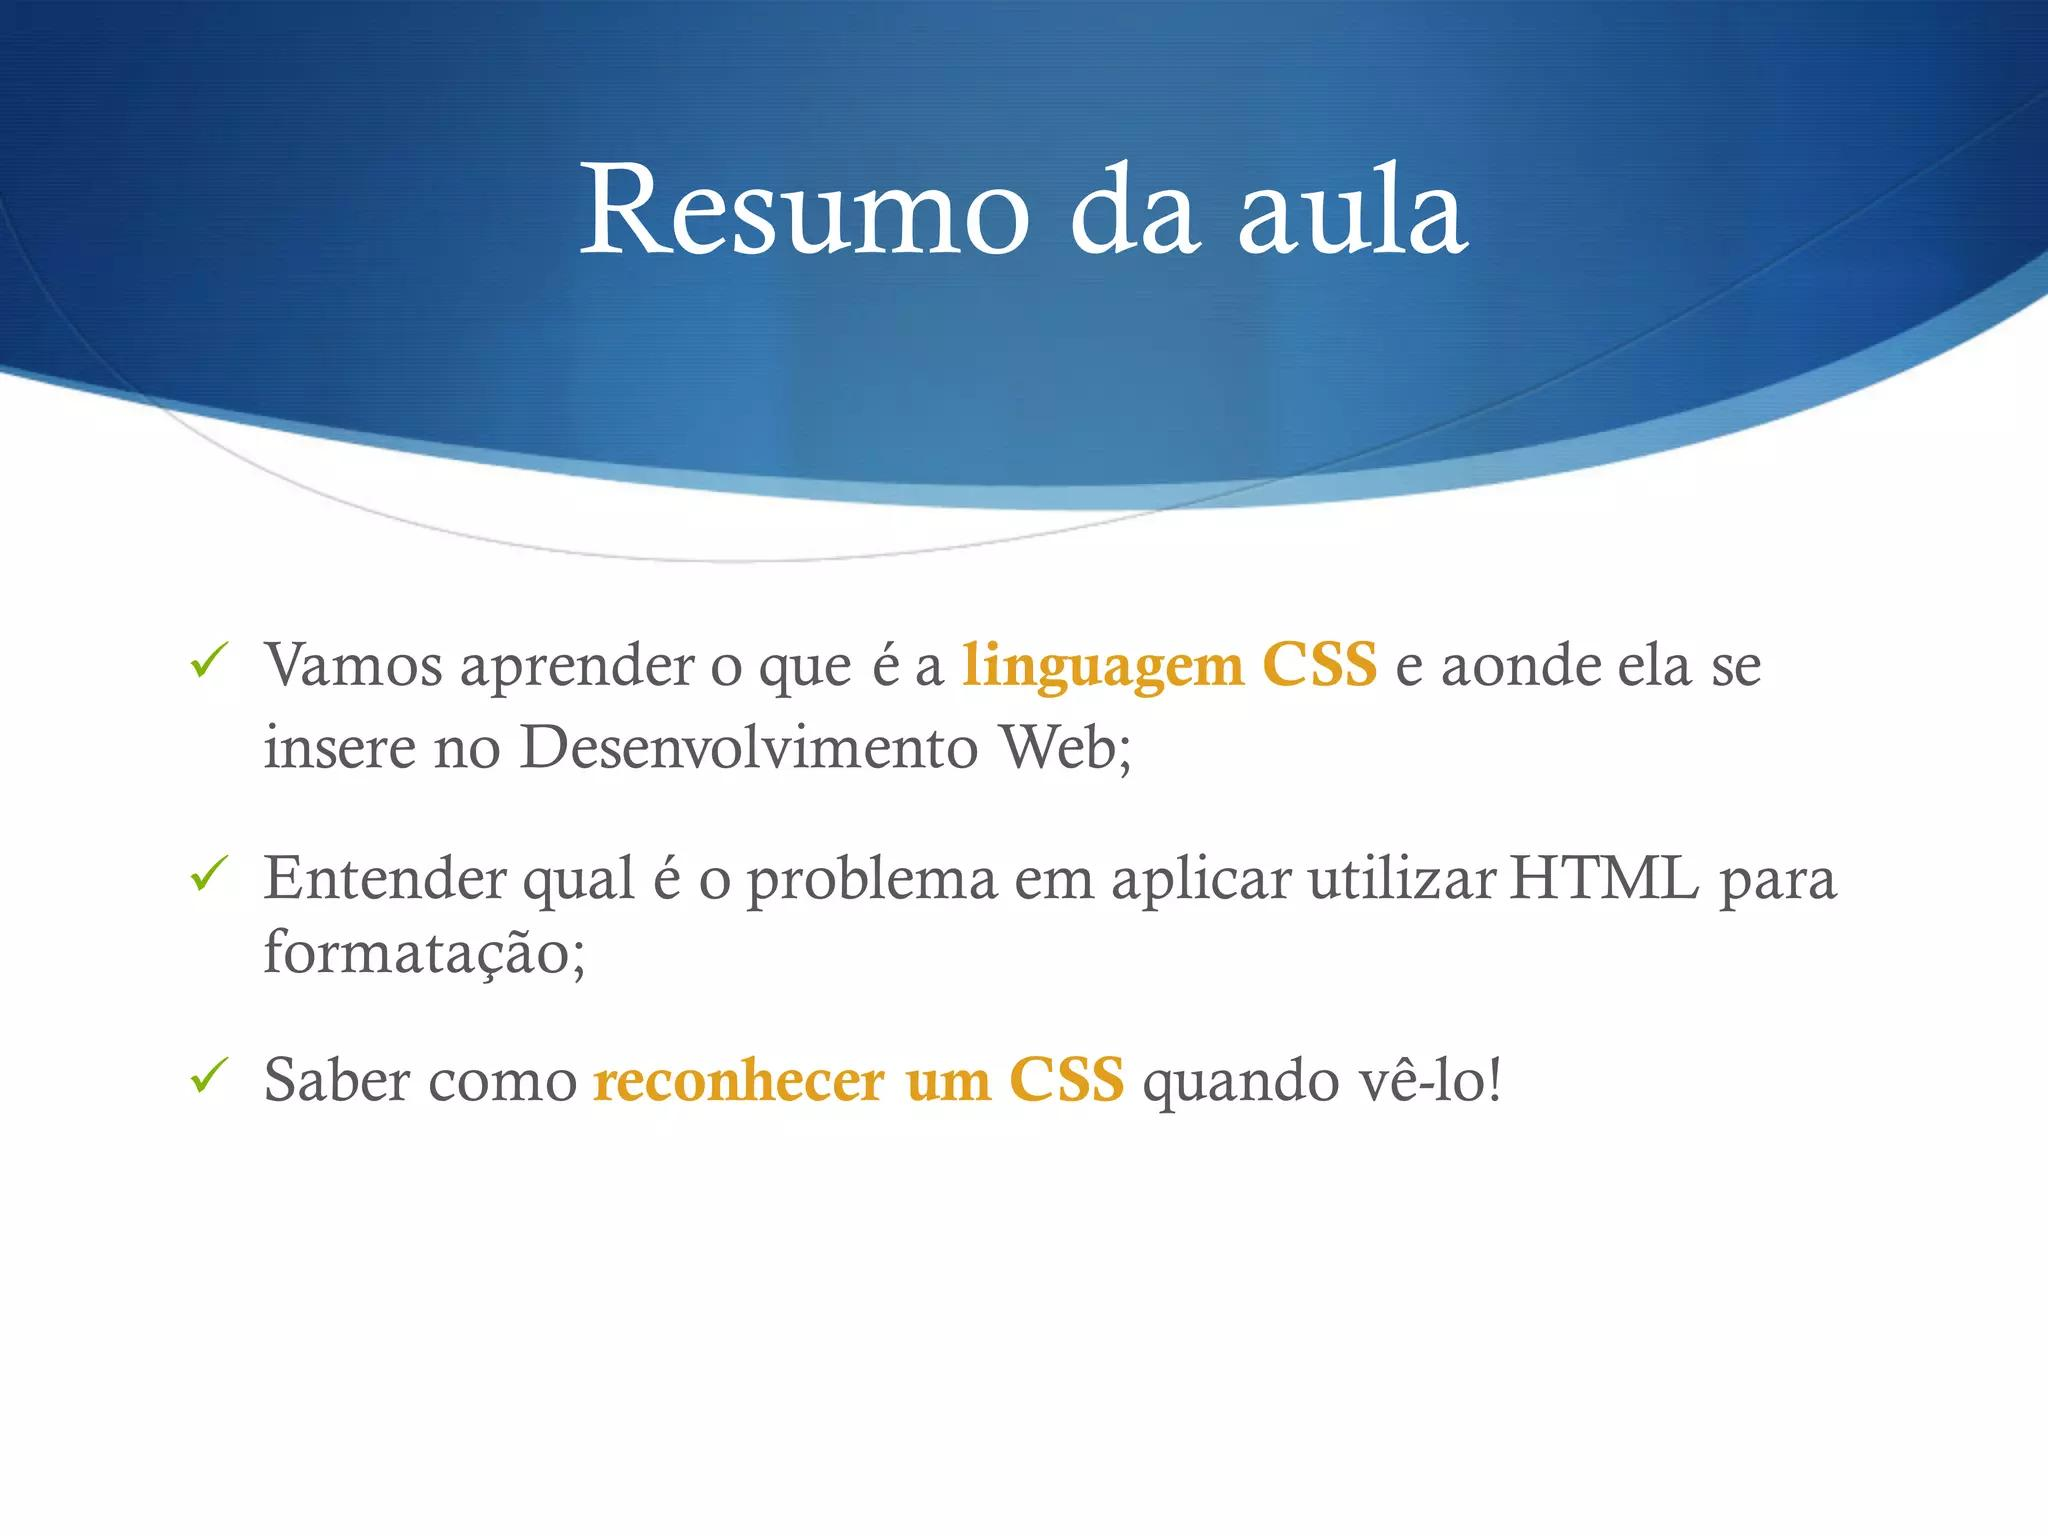 Resumo da aula
✓ Vamos aprender o que é a linguagem CSS e aonde ela se
insere no Desenvolvimento Web;
✓ Entender qual é o problema em aplicar utilizar HTML para
formatação;
✓ Saber como reconhecer um CSS quando vê-lo!